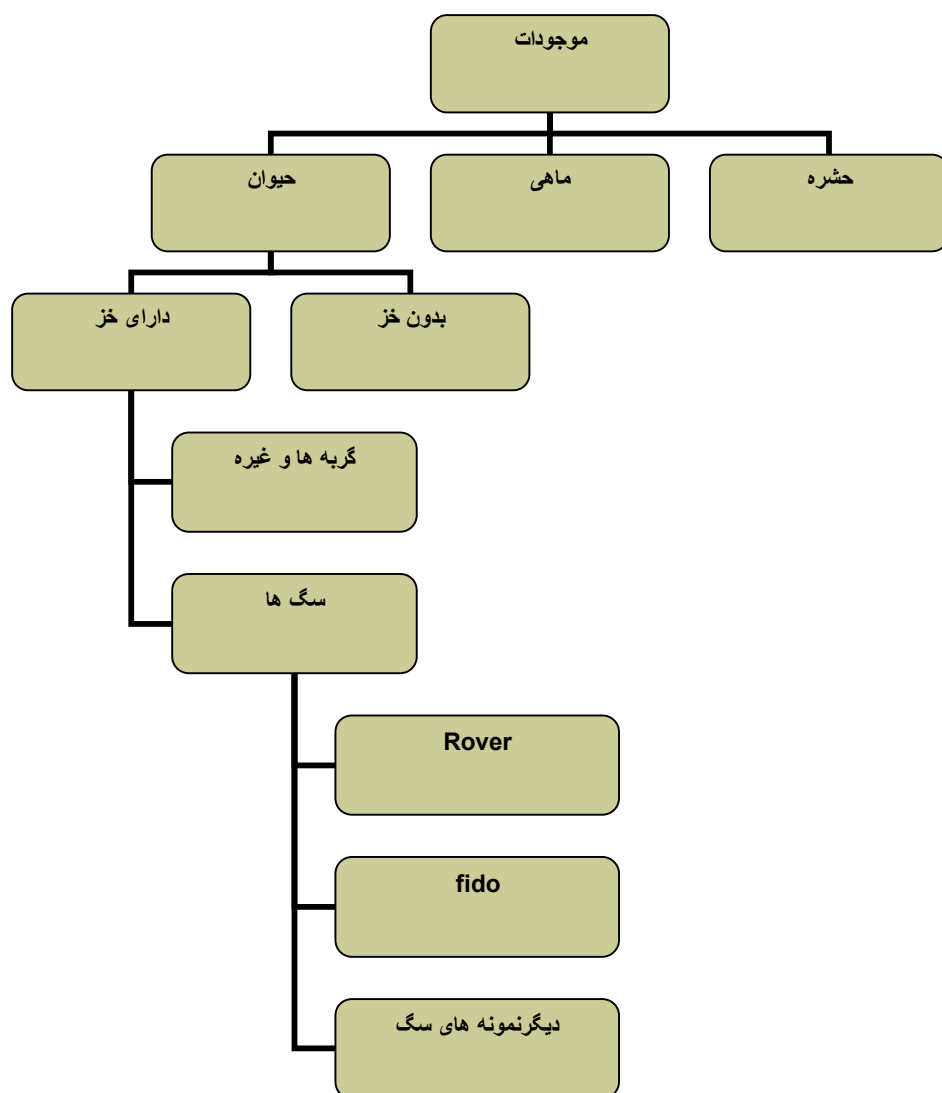 موجودات
حشره
ماهی
حیوان
بدون خز
دارای خز
گربه ها و غیره
سگ ها
Rover
fido
دیگرنمونه های سگ